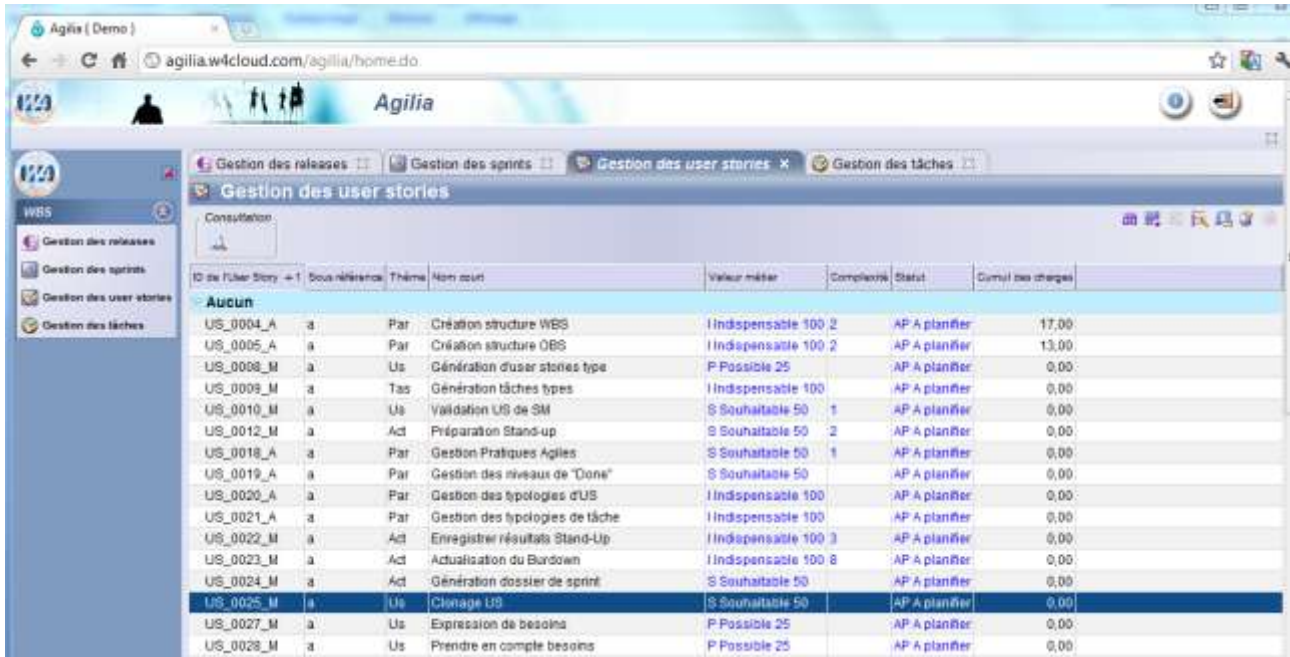 Agilia ( Demo )
agilia.w4cloud.com/agilia/home.do
Agilia
Gestion des releases Gestion des sprints Gestion des user stories × Gestion des tâches
Gestion des user stories
WBS
Gestion des releases
Gestion des sprints
Gestion des user stories
Gestion des tâches
Consultation
ID de l'User Story Sous référence Thème Nom court Valeur métier Complexité Statut Cumul des charges
Aucun
US_0004_A a Par Création structure WBS I Indispensable 100 2 AP A planifier 17,00
US_0005_A a Par Création structure OBS I Indispensable 100 2 AP A planifier 13,00
US_0008_M a Us Génération d'user stories type P Possible 25 AP A planifier 0,00
US_0009_M a Tas Génération tâches types I Indispensable 100 AP A planifier 0,00
US_0010_M a Us Validation US de SM S Souhaitable 50 1 AP A planifier 0,00
US_0012_M a Act Préparation Stand-up S Souhaitable 50 2 AP A planifier 0,00
US_0018_A a Par Gestion Pratiques Agiles S Souhaitable 50 1 AP A planifier 0,00
US_0019_A a Par Gestion des niveaux de "Done" S Souhaitable 50 AP A planifier 0,00
US_0020_A a Par Gestion des typologies d'US I Indispensable 100 AP A planifier 0,00
US_0021_A a Par Gestion des typologies de tâche I Indispensable 100 AP A planifier 0,00
US_0022_M a Act Enregistrer résultats Stand-Up I Indispensable 100 3 AP A planifier 0,00
US_0023_M a Act Actualisation du Burdown I Indispensable 100 8 AP A planifier 0,00
US_0024_M a Act Génération dossier de sprint S Souhaitable 50 AP A planifier 0,00
US_0025_M a Us Clonage US S Souhaitable 50 AP A planifier 0,00
US_0027_M a Us Expression de besoins P Possible 25 AP A planifier 0,00
US_0028_M a Us Prendre en compte besoins P Possible 25 AP A planifier 0,00